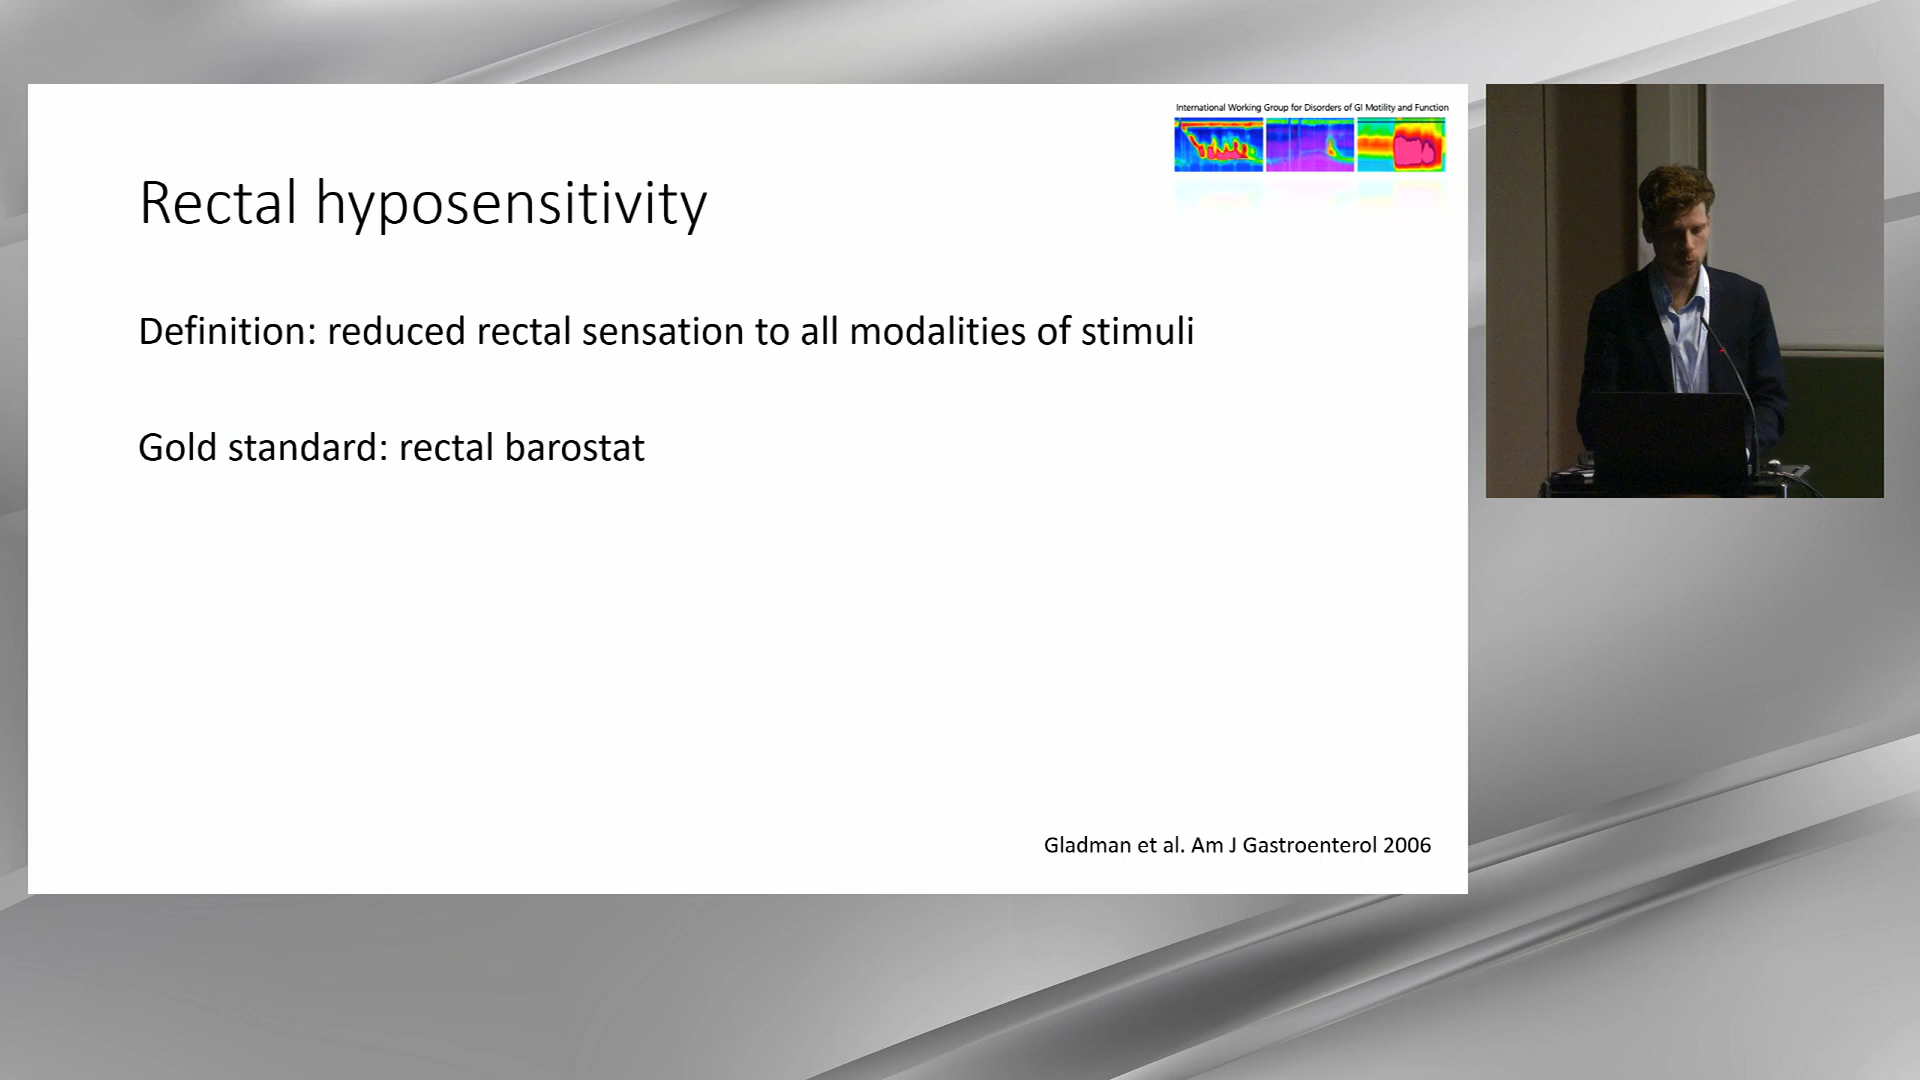 International Working Group for Disorders of GI Motility and Function
Rectal hyposensitivity
Definition: reduced rectal sensation to all modalities of stimuli
Gold standard: rectal barostat
Gladman et al. Am J Gastroenterol 2006